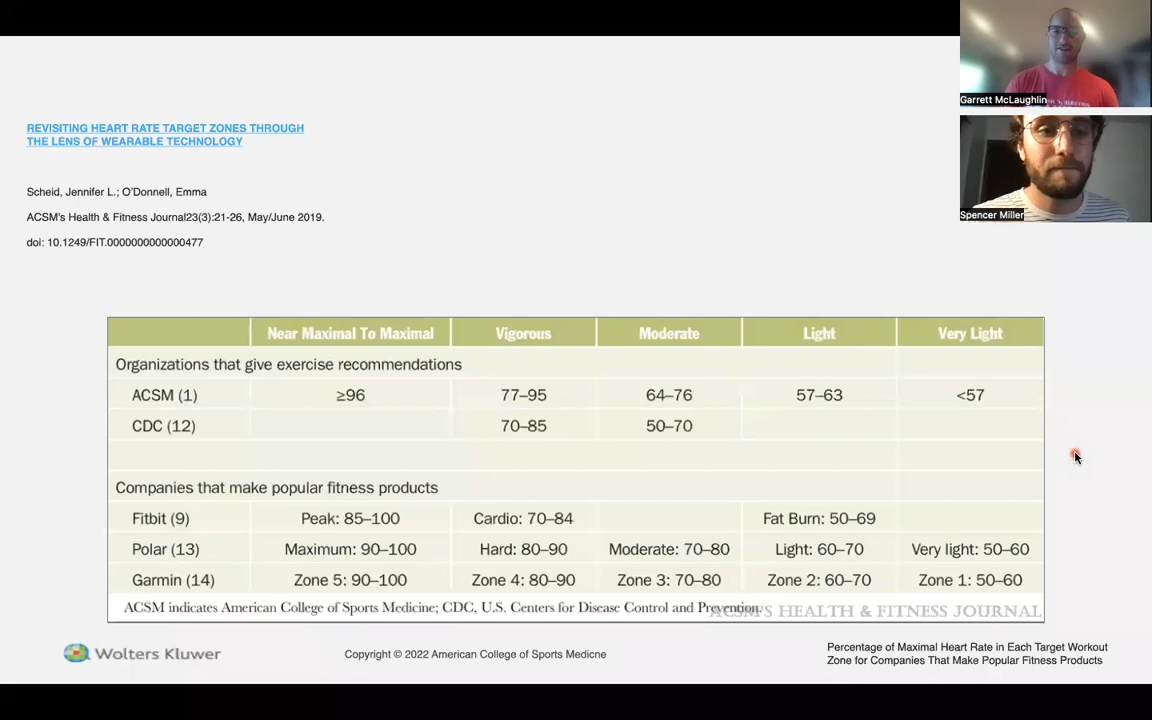 Garrett McLaughlin
Spencer Miller
REVISITING HEART RATE TARGET ZONES THROUGH
THE LENS OF WEARABLE TECHNOLOGY
Scheid, Jennifer L.; O'Donnell, Emma
ACSM's Health & Fitness Journal23(3):21-26, May/June 2019.
doi: 10.1249/FIT.0000000000000477
Near Maximal To Maximal Vigorous Moderate Light Very Light
Organizations that give exercise recommendations
ACSM (1) ≥96 77–95 64–76 57–63 <57
CDC (12) 70–85 50–70
Companies that make popular fitness products
Fitbit (9) Peak: 85–100 Cardio: 70–84 Fat Burn: 50–69
Polar (13) Maximum: 90–100 Hard: 80–90 Moderate: 70–80 Light: 60–70 Very light: 50–60
Garmin (14) Zone 5: 90–100 Zone 4: 80–90 Zone 3: 70–80 Zone 2: 60–70 Zone 1: 50–60
ACSM indicates American College of Sports Medicine; CDC, U.S. Centers for Disease Control and Prevention.
ACSM'S HEALTH & FITNESS JOURNAL
Wolters Kluwer
Copyright © 2022 American College of Sports Medicne
Percentage of Maximal Heart Rate in Each Target Workout
Zone for Companies That Make Popular Fitness Products